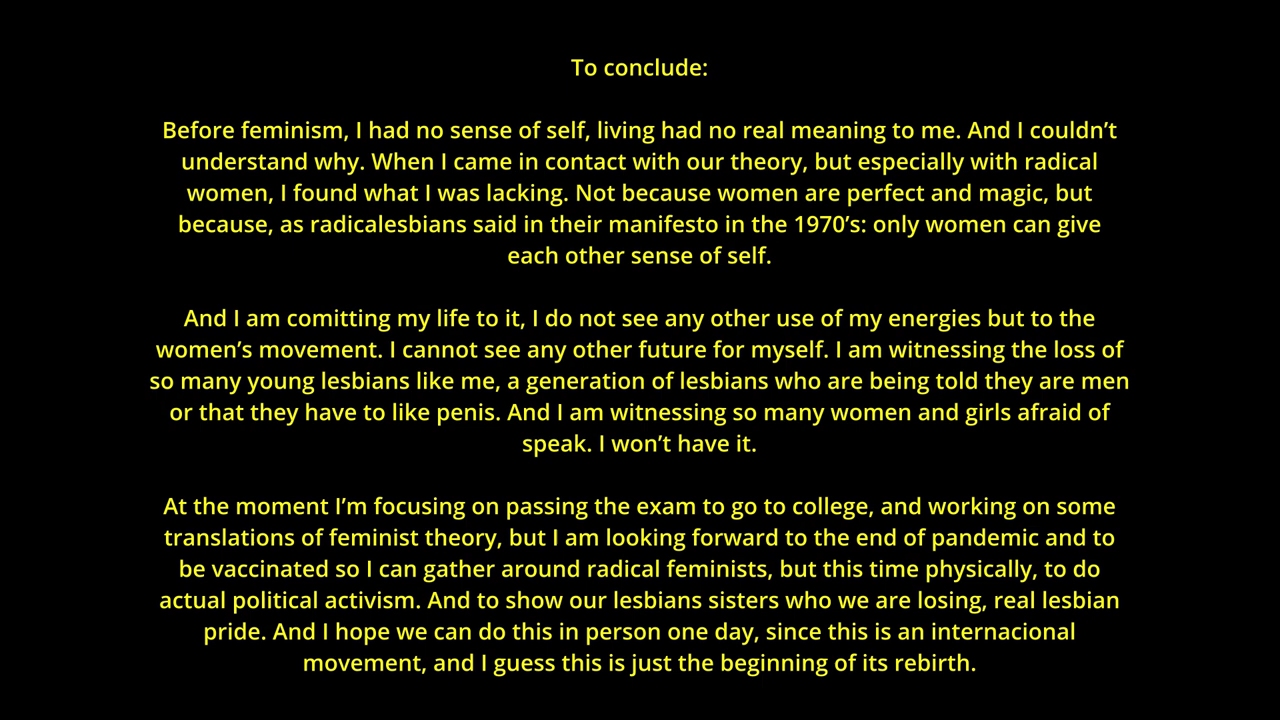 To conclude:
Before feminism, I had no sense of self, living had no real meaning to me. And I couldn’t
understand why. When I came in contact with our theory, but especially with radical
women, I found what I was lacking. Not because women are perfect and magic, but
because, as radicalesbians said in their manifesto in the 1970’s: only women can give
each other sense of self.
And I am comitting my life to it, I do not see any other use of my energies but to the
women’s movement. I cannot see any other future for myself. I am witnessing the loss of
so many young lesbians like me, a generation of lesbians who are being told they are men
or that they have to like penis. And I am witnessing so many women and girls afraid of
speak. I won’t have it.
At the moment I’m focusing on passing the exam to go to college, and working on some
translations of feminist theory, but I am looking forward to the end of pandemic and to
be vaccinated so I can gather around radical feminists, but this time physically, to do
actual political activism. And to show our lesbians sisters who we are losing, real lesbian
pride. And I hope we can do this in person one day, since this is an internacional
movement, and I guess this is just the beginning of its rebirth.